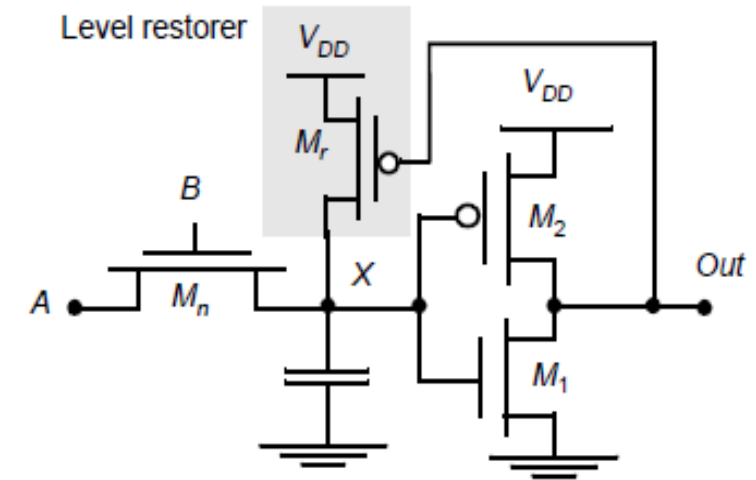 Level restorer
V_DD
V_DD
M_r
B
M_2
Out
X
A
M_n
M_1